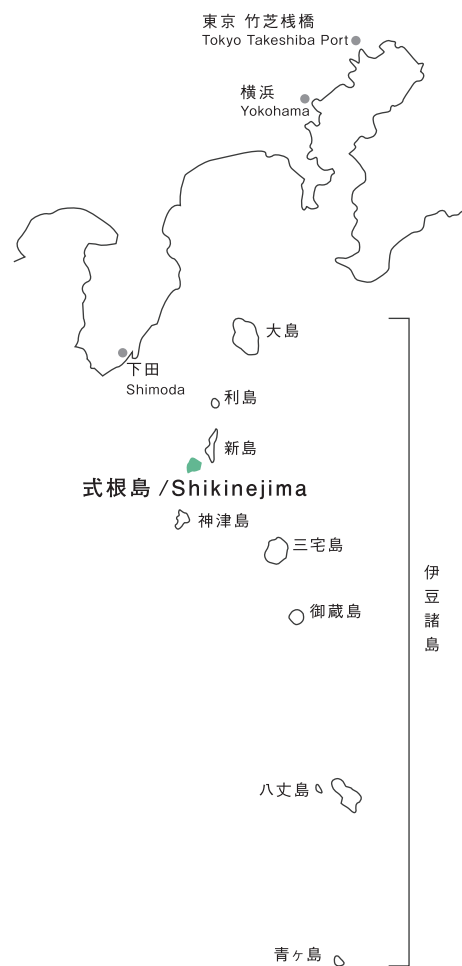 東京 竹芝桟橋
Tokyo Takeshiba Port
横浜
Yokohama
下田
Shimoda
大島
利島
新島
式根島 /Shikinejima
神津島
三宅島
御蔵島
伊豆諸島
八丈島
青ヶ島